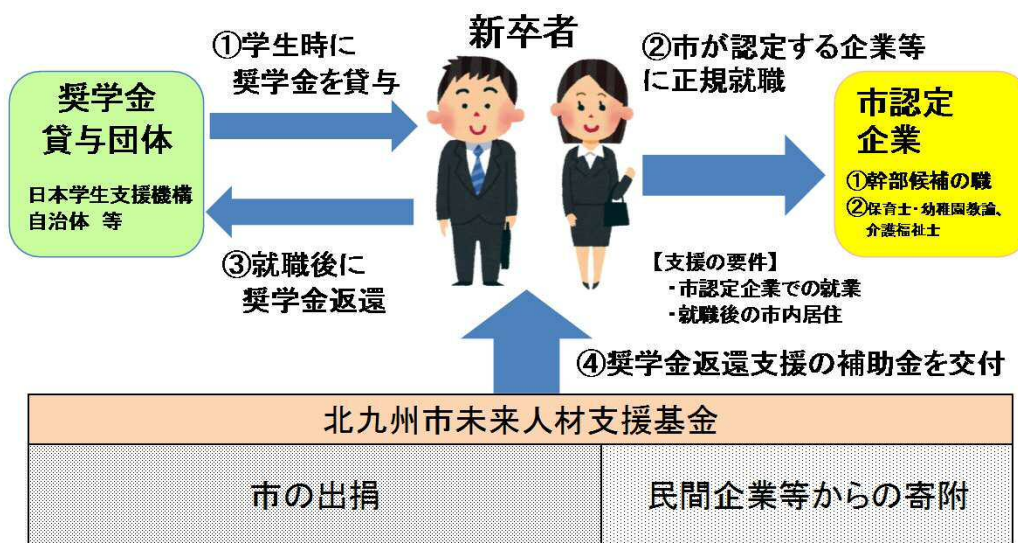 新卒者
①学生時に
奨学金を貸与
②市が認定する企業等
に正規就職
奨学金
貸与団体
日本学生支援機構
自治体 等
市認定
企業
①幹部候補の職
②保育士・幼稚園教諭、
介護福祉士
③就職後に
奨学金返還
【支援の要件】
・市認定企業での就業
・就職後の市内居住
④奨学金返還支援の補助金を交付
北九州市未来人材支援基金
市の出捐
民間企業等からの寄附